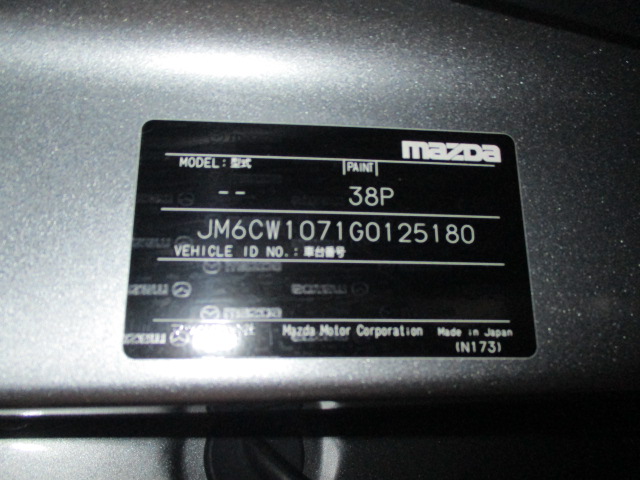 mazda
MODEL: 型式 PAINT
-- 38P
JM6CW1071G0125180
VEHICLE ID NO.: 車台番号
Mazda Motor Corporation Made in Japan
(N173)